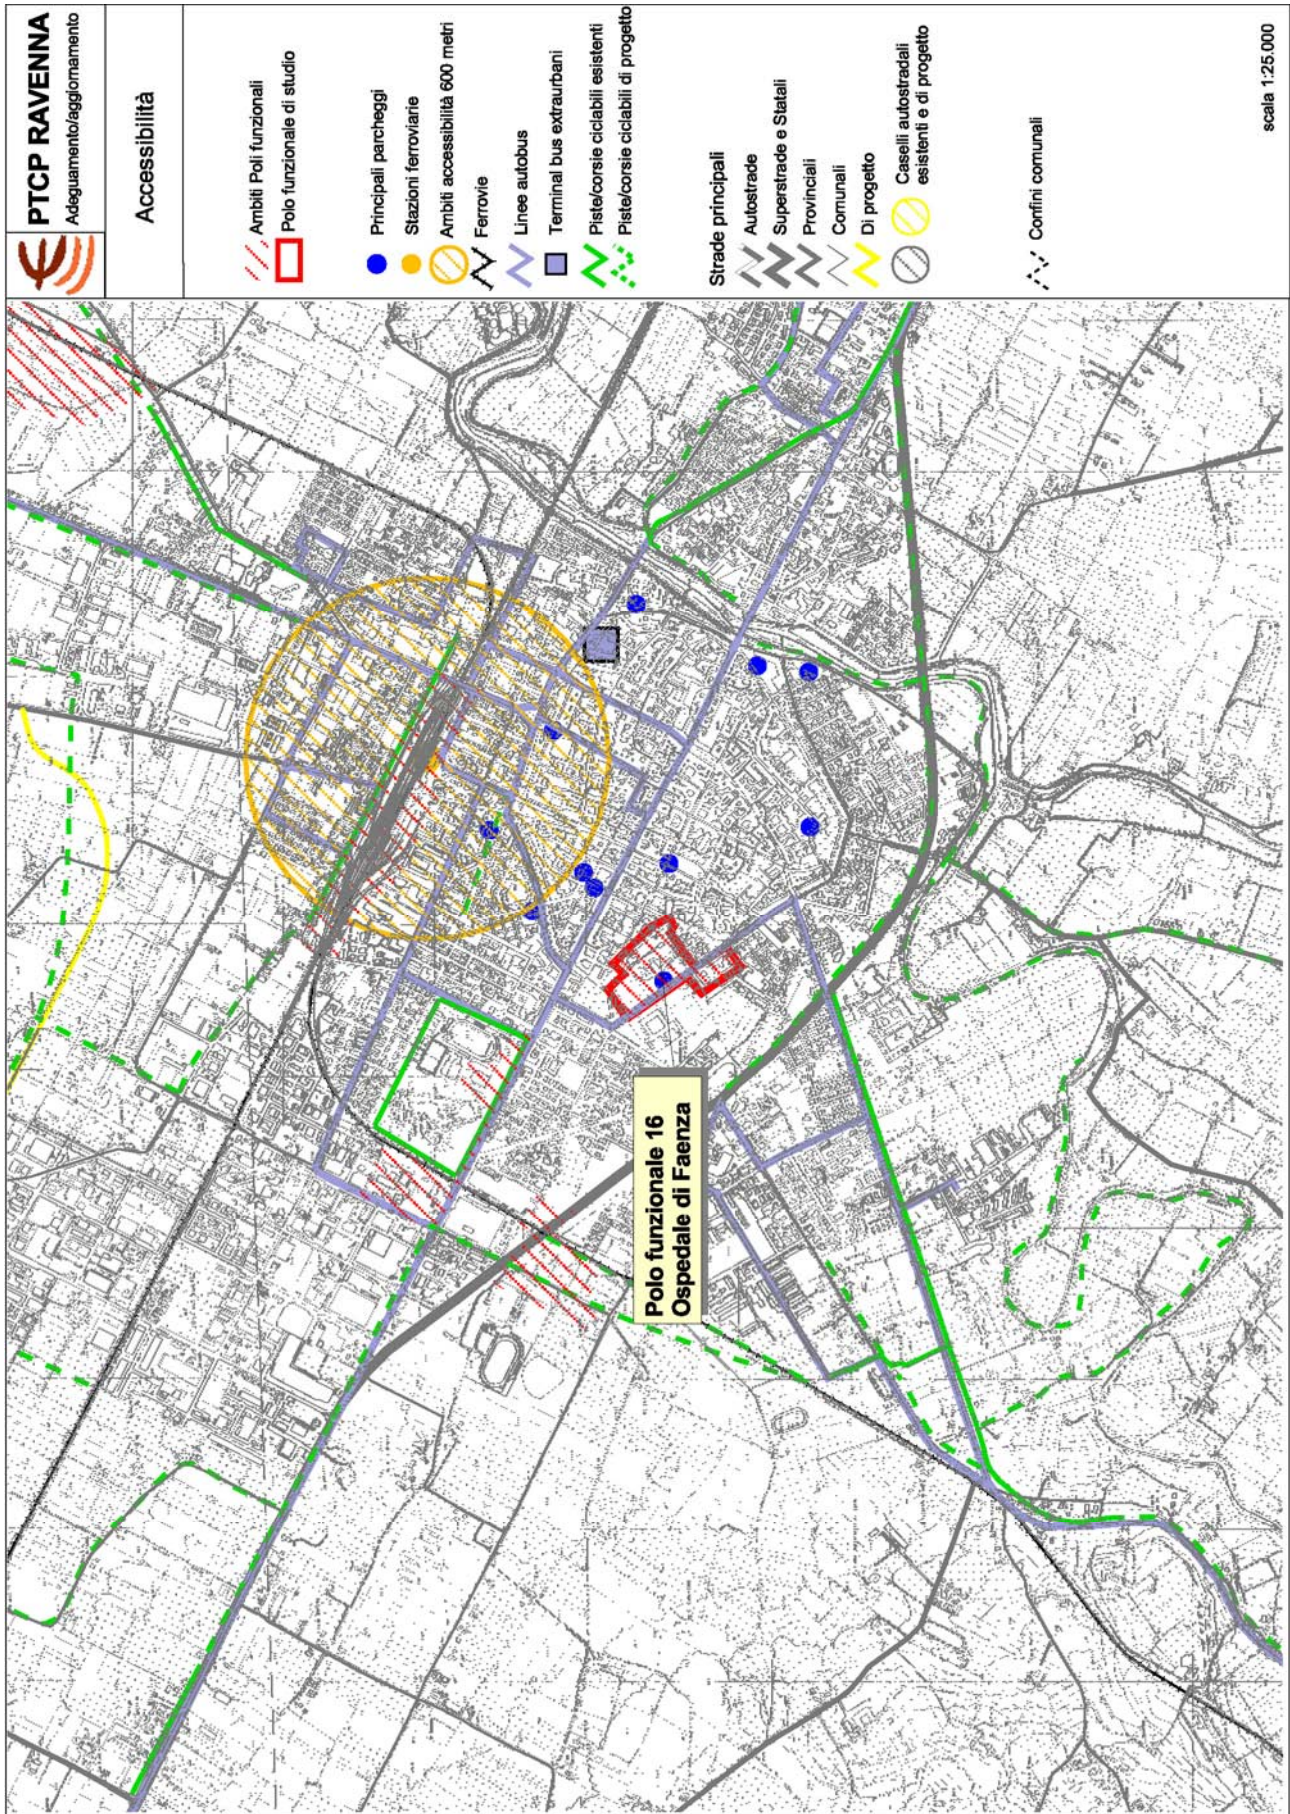 PTCP RAVENNA
Adeguamento/aggiornamento
Accessibilità
Ambiti Poli funzionali
Polo funzionale di studio
Principali parcheggi
Stazioni ferroviarie
Ambiti accessibilità 600 metri
Ferrovie
Linee autobus
Terminal bus extraurbani
Piste/corsie ciclabili esistenti
Piste/corsie ciclabili di progetto
Strade principali
Autostrade
Superstrade e Statali
Provinciali
Comunali
Di progetto
Caselli autostradali
esistenti e di progetto
Confini comunali
scala 1:25.000
Polo funzionale 16
Ospedale di Faenza